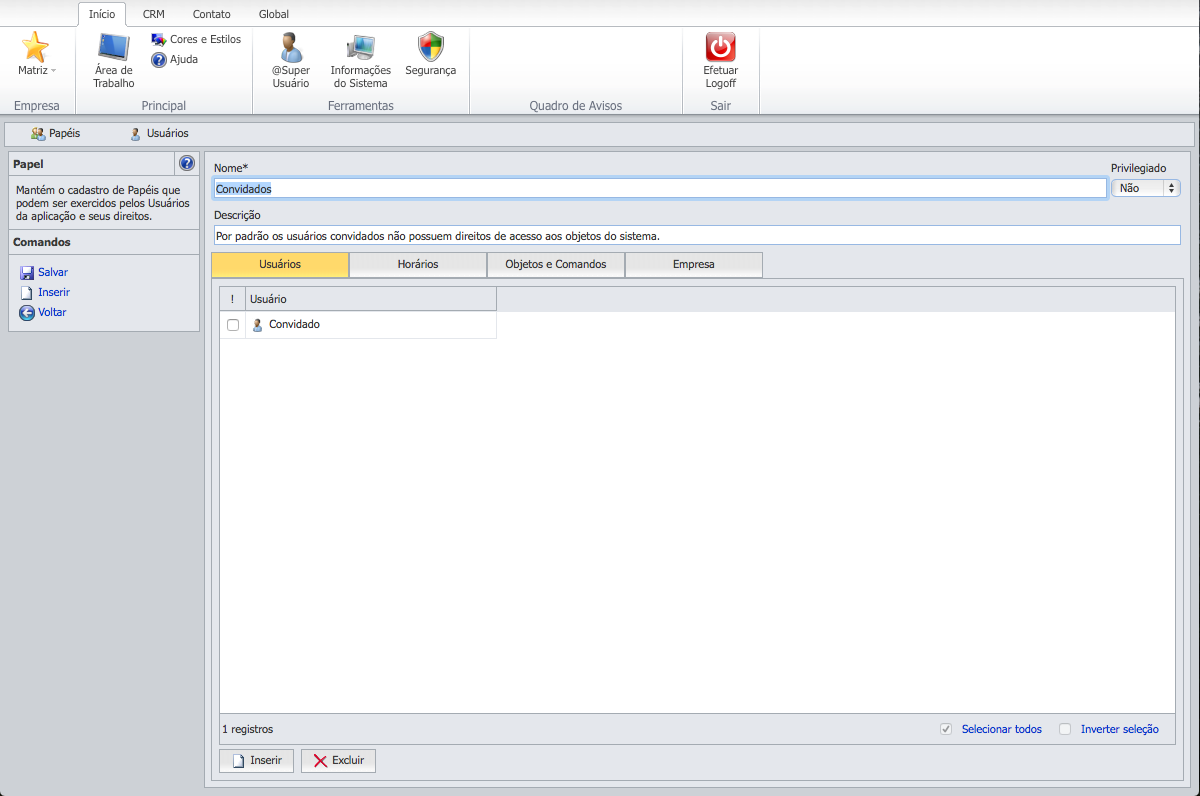 Início CRM Contato Global
Matriz
Área de
Trabalho
Cores e Estilos
Ajuda
@Super
Usuário
Informações
do Sistema
Segurança
Efetuar
Logoff
Empresa Principal Ferramentas Quadro de Avisos Sair
Papéis Usuários
Papel
Mantém o cadastro de Papéis que
podem ser exercidos pelos Usuários
da aplicação e seus direitos.
Comandos
Salvar
Inserir
Voltar
Nome* Privilegiado
Convidados Não
Descrição
Por padrão os usuários convidados não possuem direitos de acesso aos objetos do sistema.
Usuários Horários Objetos e Comandos Empresa
! Usuário
Convidado
1 registros Selecionar todos Inverter seleção
Inserir Excluir